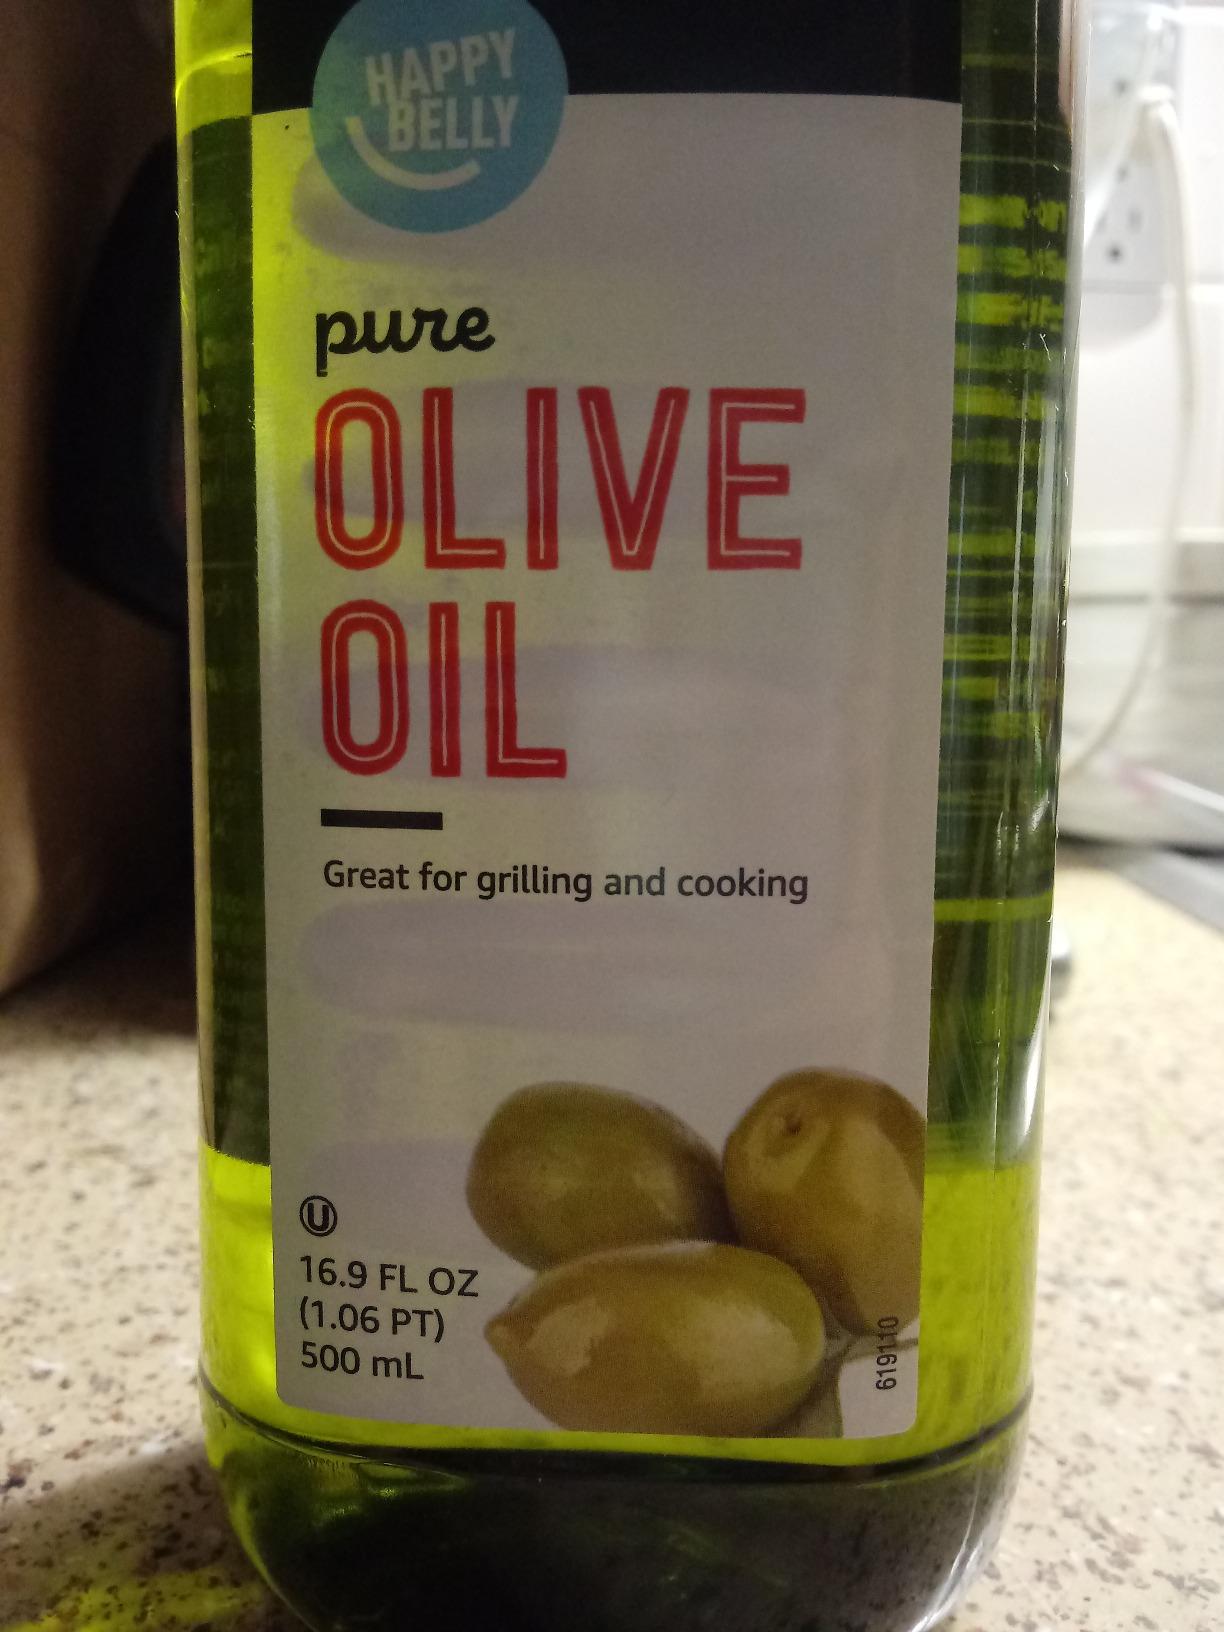 HAPPY
BELLY
pure
OLIVE
OIL
Great for grilling and cooking
U
16.9 FL OZ
(1.06 PT)
500 mL
619110